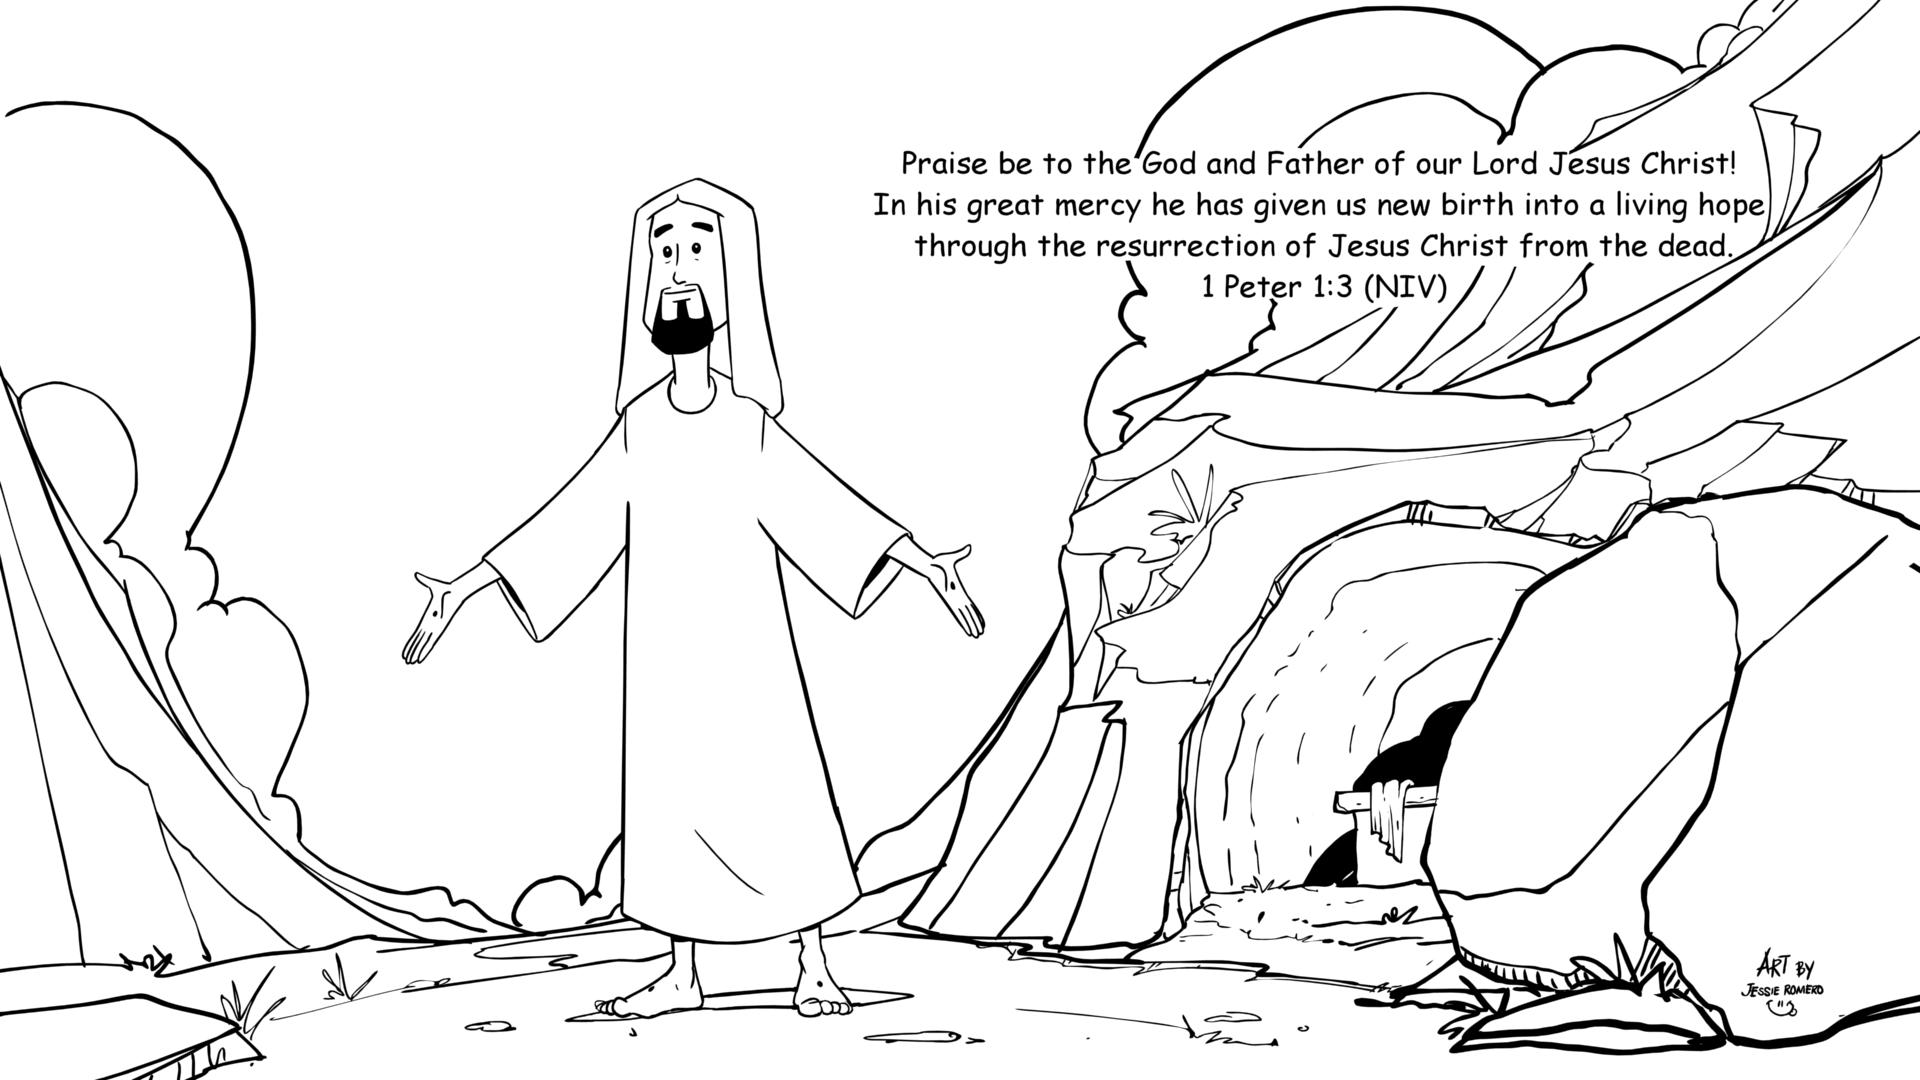 Praise be to the God and Father of our Lord Jesus Christ!
In his great mercy he has given us new birth into a living hope
through the resurrection of Jesus Christ from the dead.
1 Peter 1:3 (NIV)
ART BY
JESSIE ROMERO